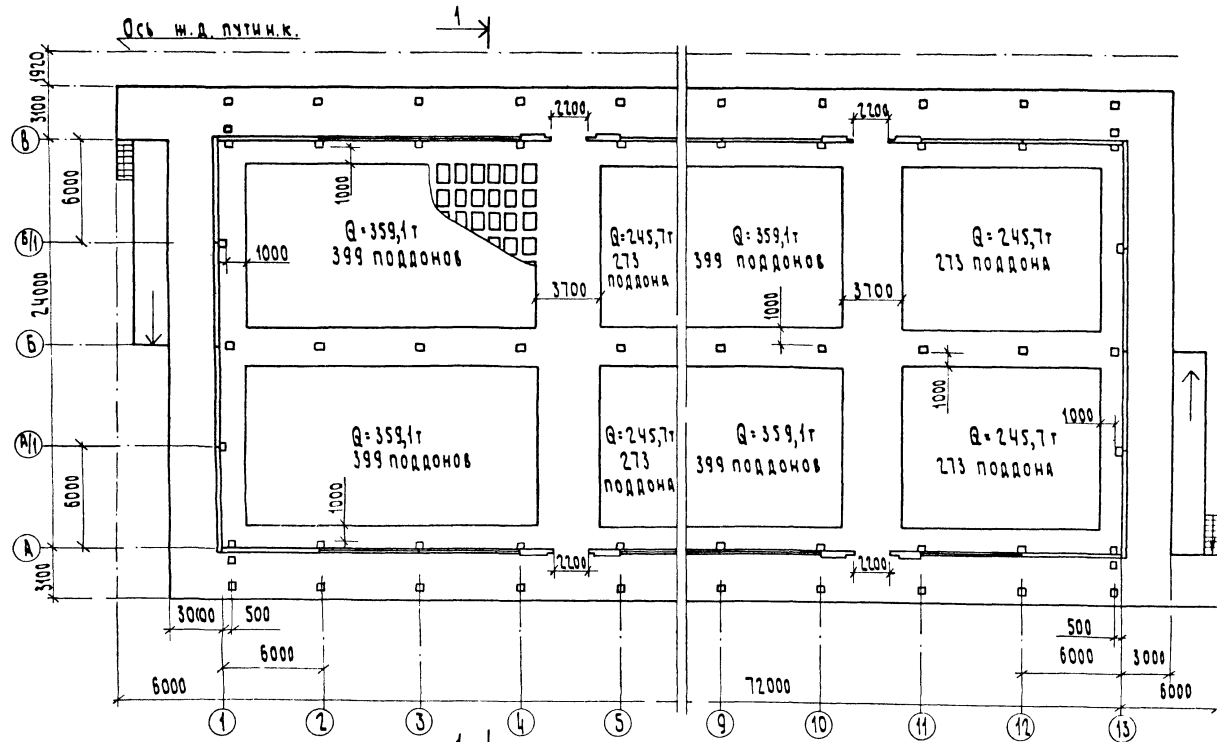 Ось ж.д. пути н.к.
1
1920
3100
2200
2200
В
6000
1000
Q=359,1т
399 поддонов
Q=245,7т
273
поддона
Q=359,1т
399 поддонов
Q=245,7т
273 поддона
Б/1
1000
24000
3700
3700
1000
Б
1000
1000
Q=359,1т
399 поддонов
Q=245,7т
273
поддона
Q=359,1т
399 поддонов
Q=245,7т
273 поддона
А/1
6000
1000
А
2200
2200
3100
3000
500
500
6000
6000
3000
6000
72000
6000
1
2
3
4
5
9
10
11
12
13
1